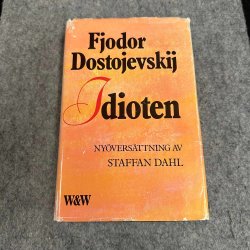 Fjodor
Dostojevskij
Idioten
NYÖVERSÄTTNING AV
STAFFAN DAHL
W&W